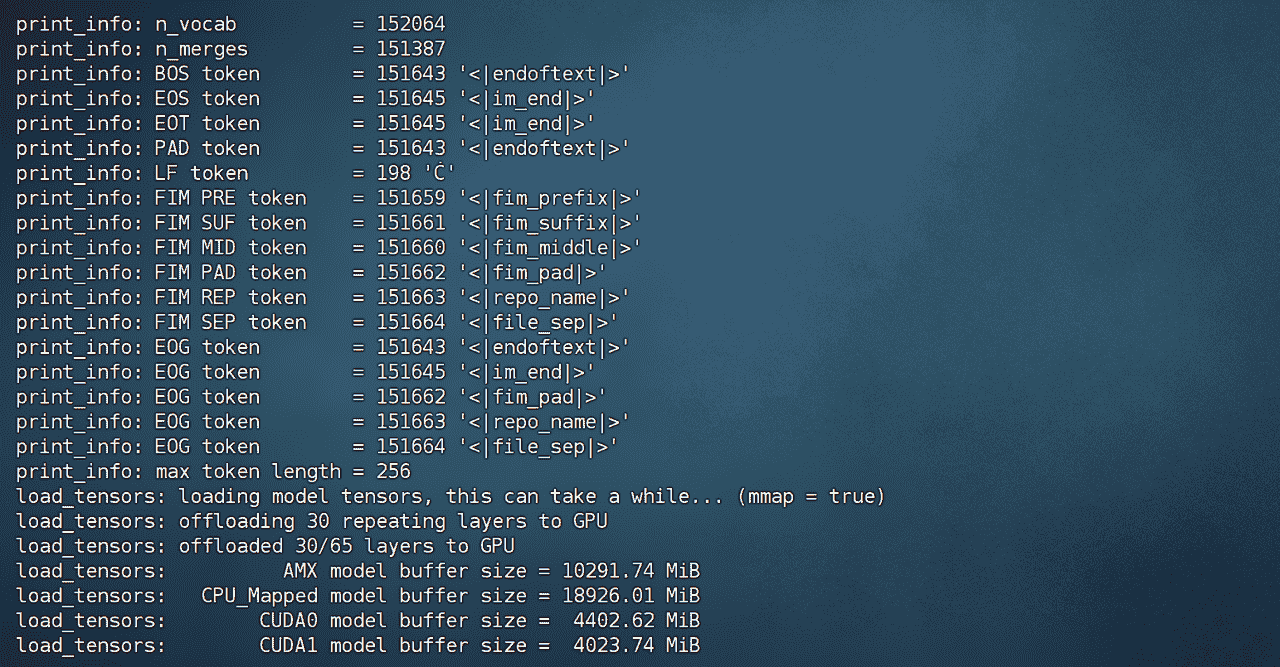 print_info: n_vocab          = 152064
print_info: n_merges         = 151387
print_info: BOS token        = 151643 '<|endoftext|>'
print_info: EOS token        = 151645 '<|im_end|>'
print_info: EOT token        = 151645 '<|im_end|>'
print_info: PAD token        = 151643 '<|endoftext|>'
print_info: LF token         = 198 'Ċ'
print_info: FIM PRE token    = 151659 '<|fim_prefix|>'
print_info: FIM SUF token    = 151661 '<|fim_suffix|>'
print_info: FIM MID token    = 151660 '<|fim_middle|>'
print_info: FIM PAD token    = 151662 '<|fim_pad|>'
print_info: FIM REP token    = 151663 '<|repo_name|>'
print_info: FIM SEP token    = 151664 '<|file_sep|>'
print_info: EOG token        = 151643 '<|endoftext|>'
print_info: EOG token        = 151645 '<|im_end|>'
print_info: EOG token        = 151662 '<|fim_pad|>'
print_info: EOG token        = 151663 '<|repo_name|>'
print_info: EOG token        = 151664 '<|file_sep|>'
print_info: max token length = 256
load_tensors: loading model tensors, this can take a while... (mmap = true)
load_tensors: offloading 30 repeating layers to GPU
load_tensors: offloaded 30/65 layers to GPU
load_tensors:          AMX model buffer size = 10291.74 MiB
load_tensors:   CPU_Mapped model buffer size = 18926.01 MiB
load_tensors:        CUDA0 model buffer size =  4402.62 MiB
load_tensors:        CUDA1 model buffer size =  4023.74 MiB